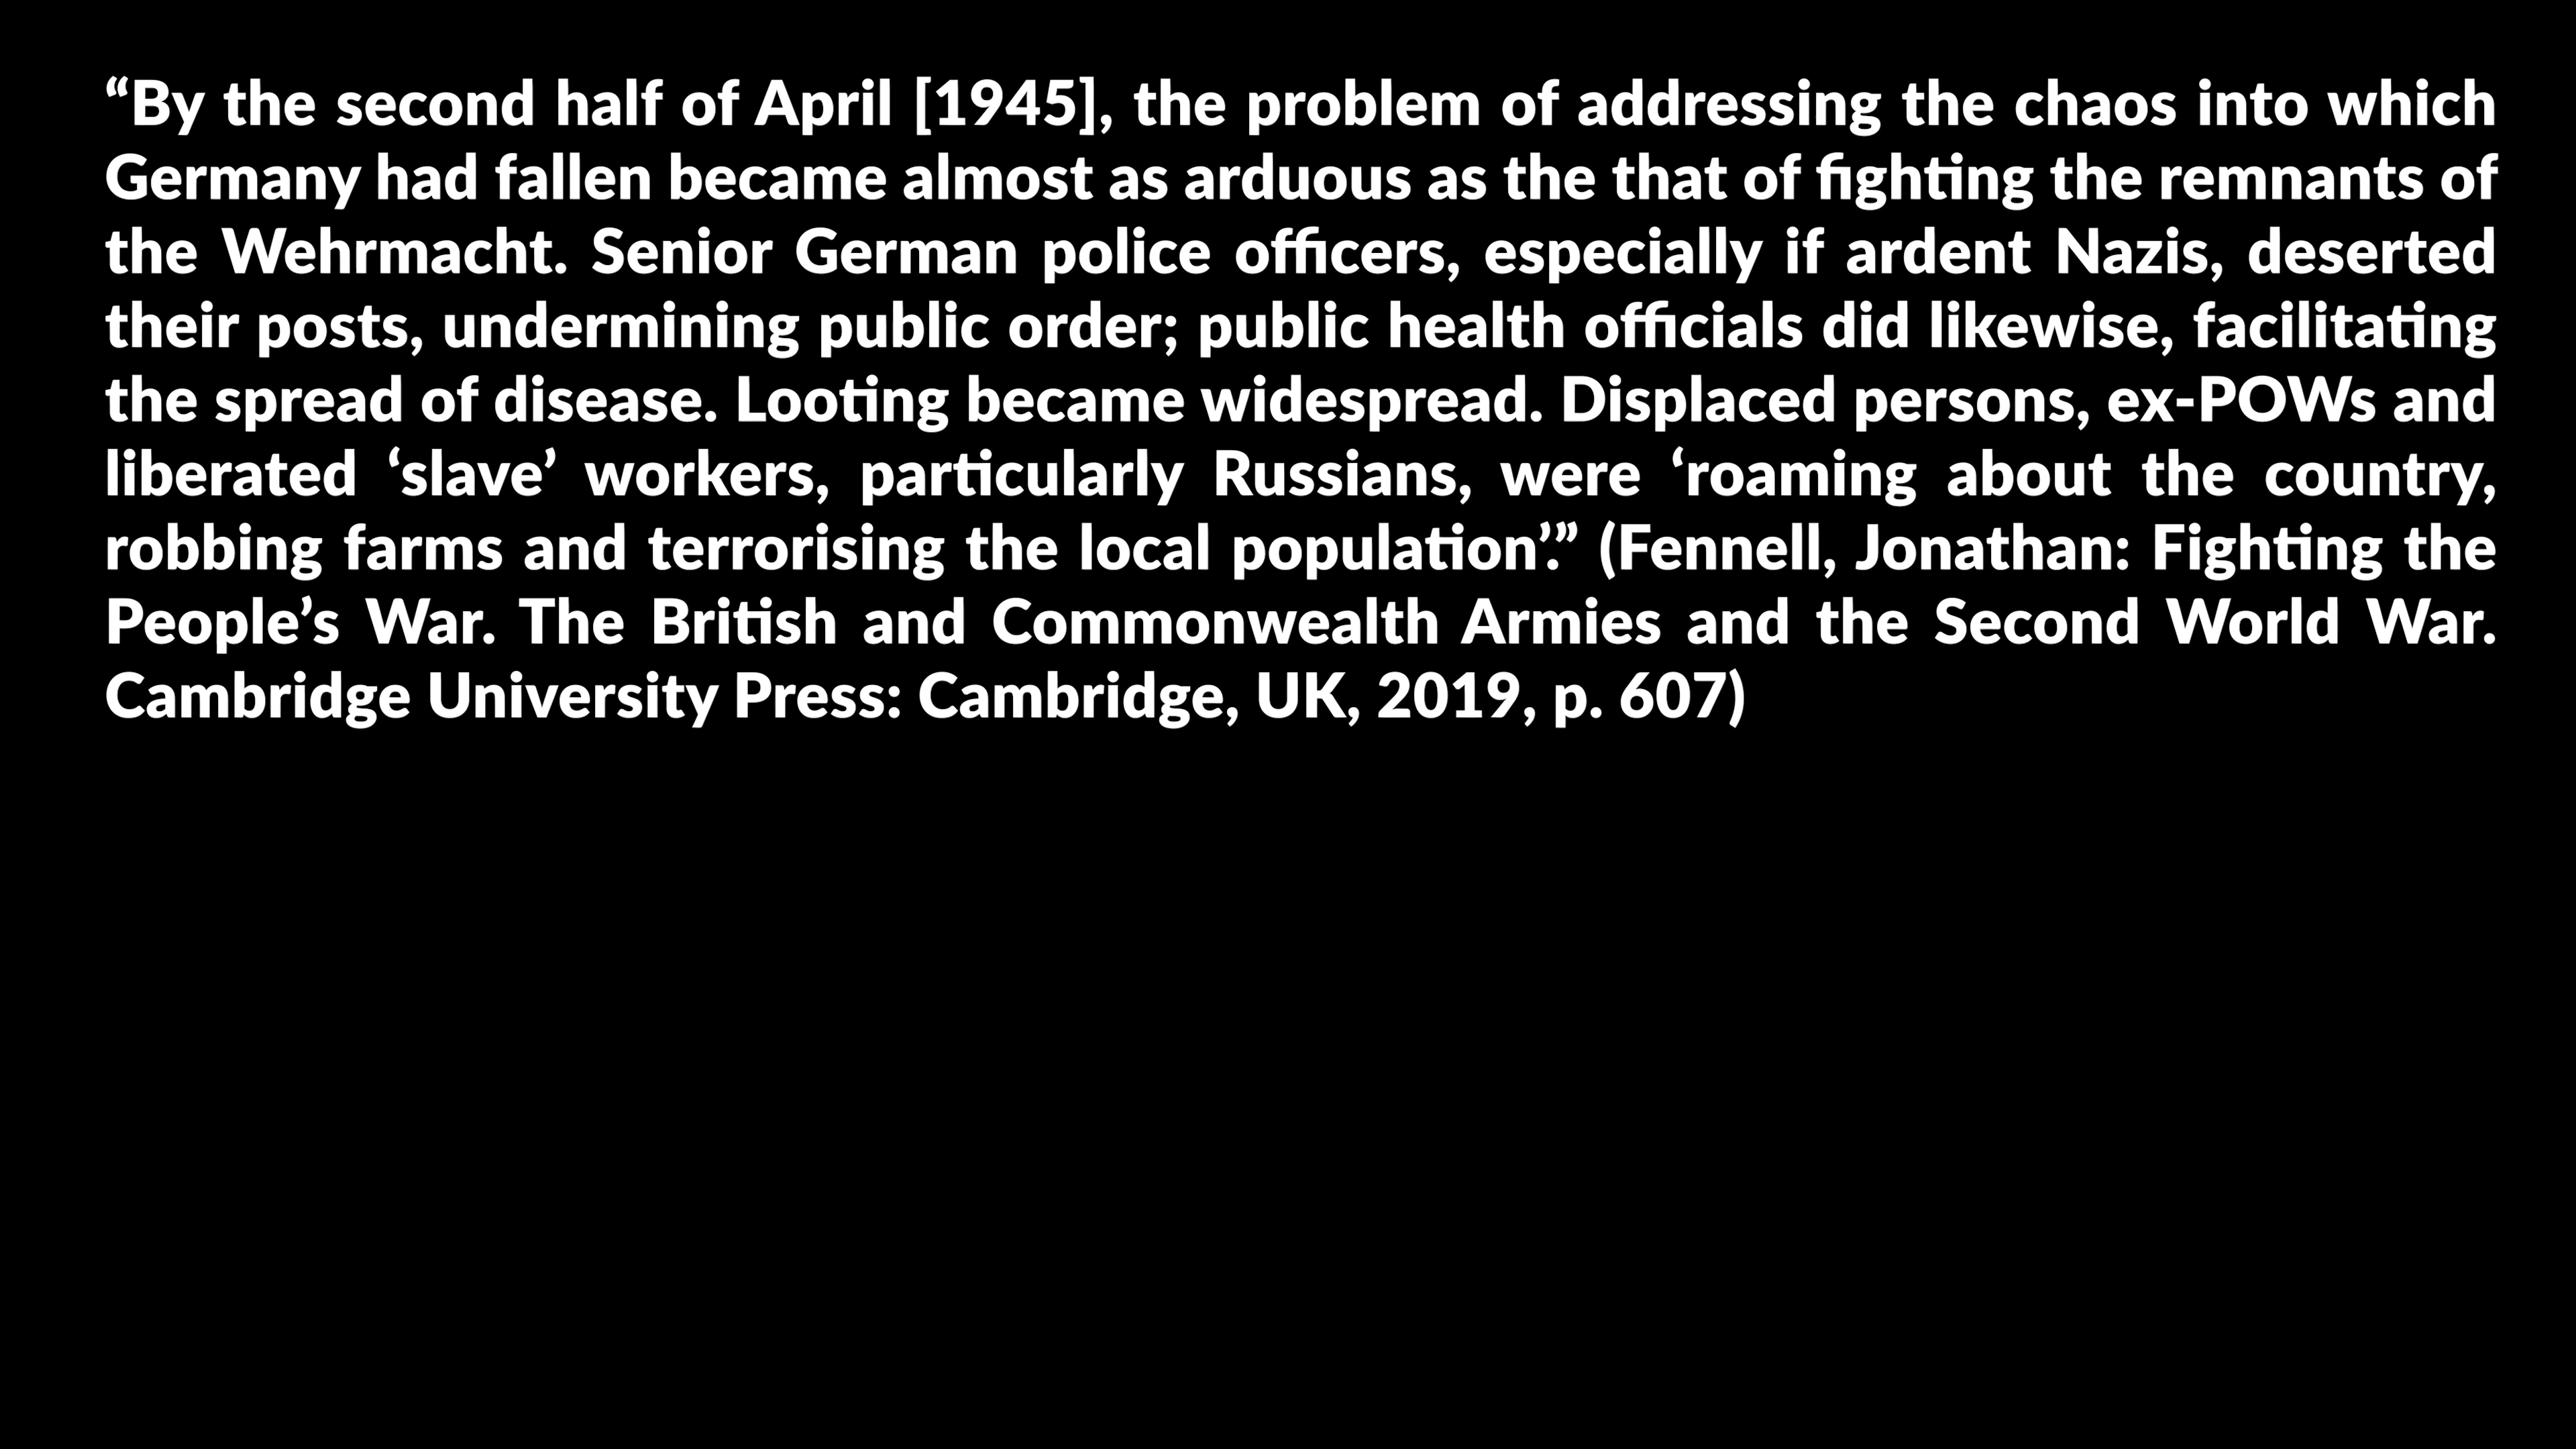 “By the second half of April [1945], the problem of addressing the chaos into which
Germany had fallen became almost as arduous as the that of fighting the remnants of
the Wehrmacht. Senior German police officers, especially if ardent Nazis, deserted
their posts, undermining public order; public health officials did likewise, facilitating
the spread of disease. Looting became widespread. Displaced persons, ex-POWs and
liberated ‘slave’ workers, particularly Russians, were ‘roaming about the country,
robbing farms and terrorising the local population’.” (Fennell, Jonathan: Fighting the
People’s War. The British and Commonwealth Armies and the Second World War.
Cambridge University Press: Cambridge, UK, 2019, p. 607)